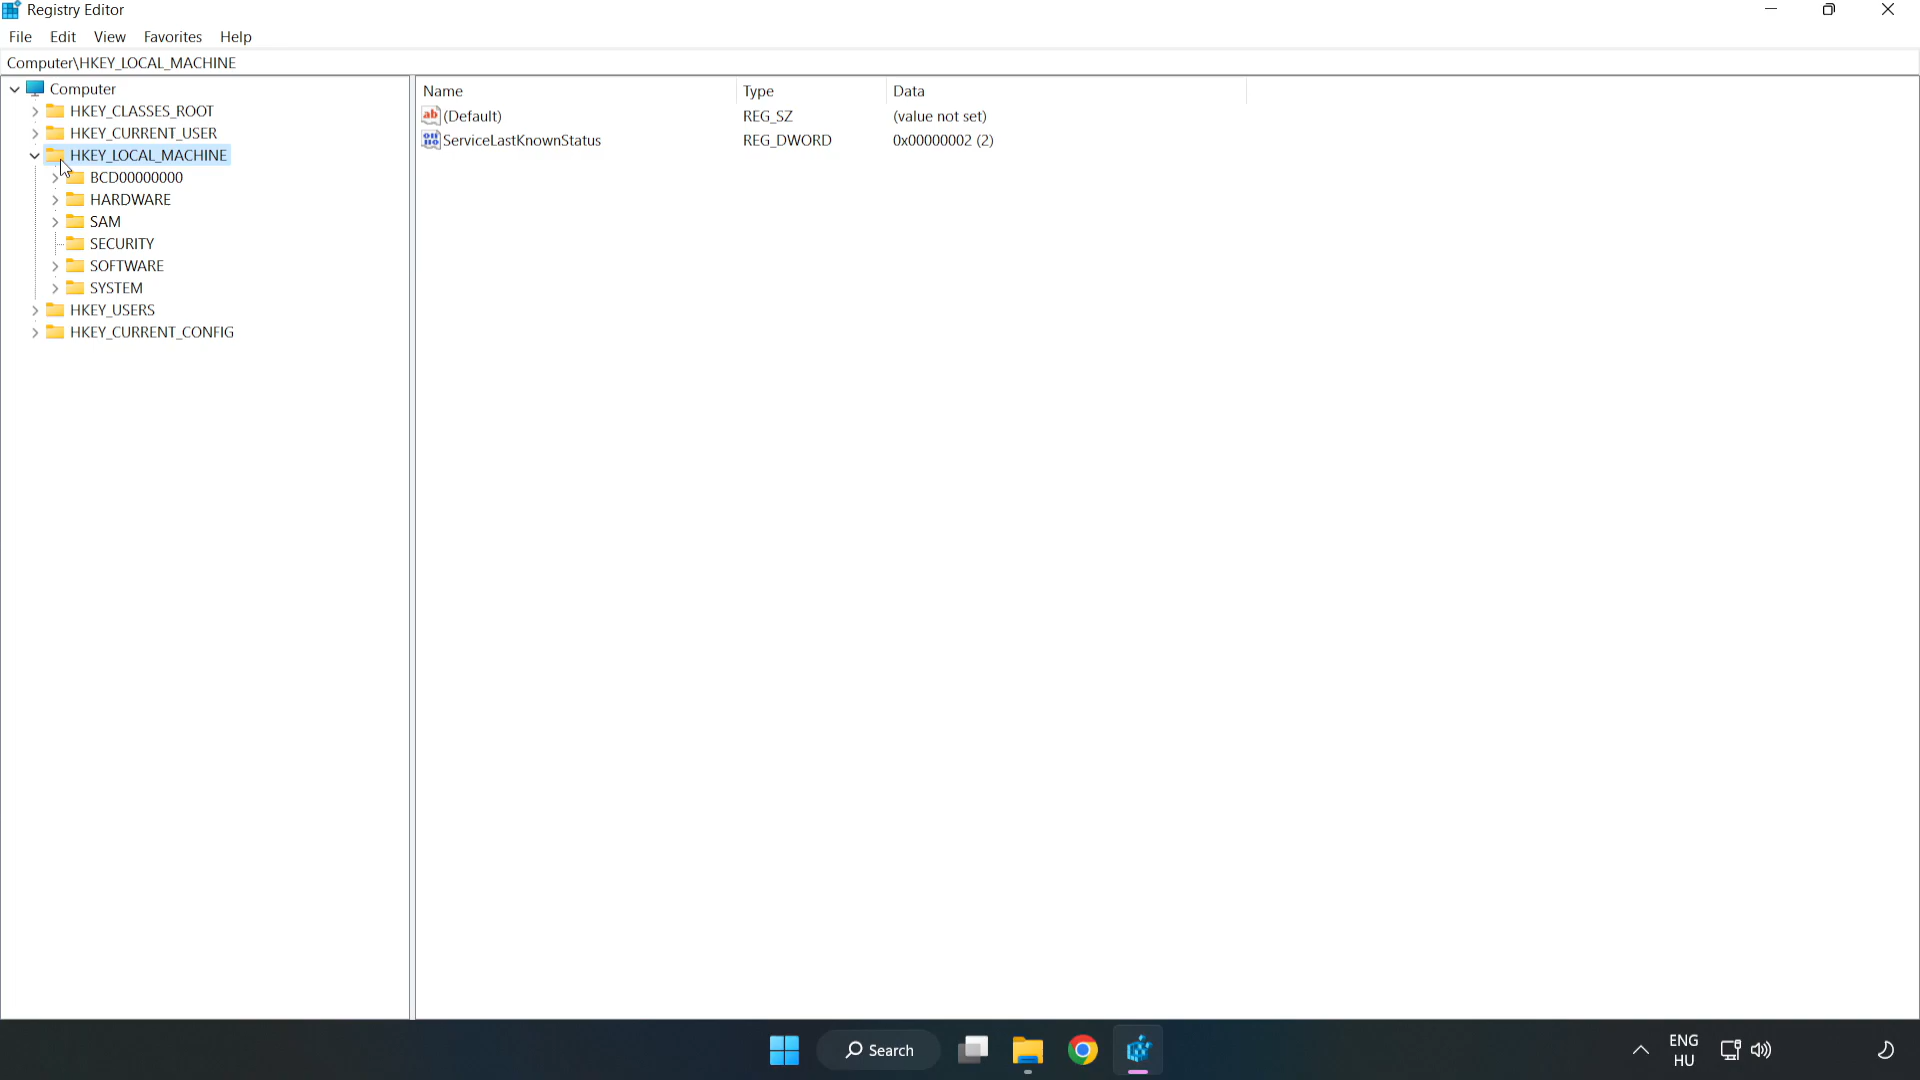 Registry Editor
File Edit View Favorites Help
Computer\HKEY_LOCAL_MACHINE
Computer
HKEY_CLASSES_ROOT
HKEY_CURRENT_USER
HKEY_LOCAL_MACHINE
BCD00000000
HARDWARE
SAM
SECURITY
SOFTWARE
SYSTEM
HKEY_USERS
HKEY_CURRENT_CONFIG
Name Type Data
(Default) REG_SZ (value not set)
ServiceLastKnownStatus REG_DWORD 0x00000002 (2)
Search
ENG
HU